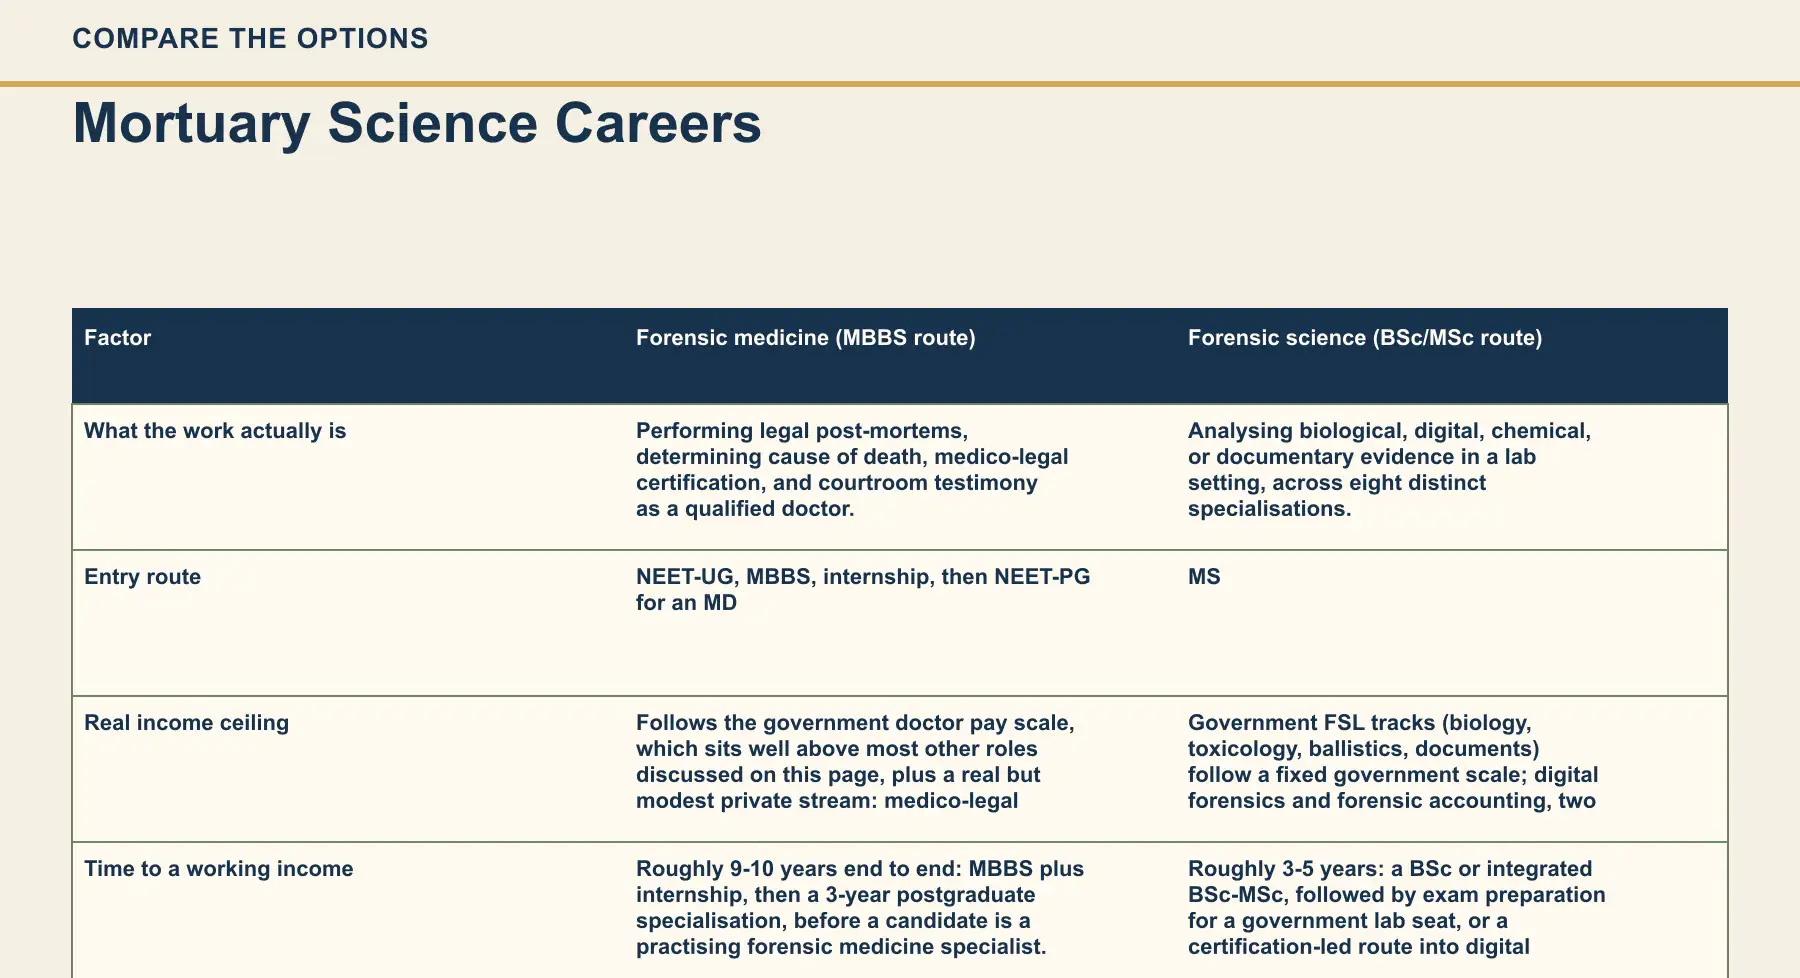 COMPARE THE OPTIONS
Mortuary Science Careers
Factor
Forensic medicine (MBBS route)
Forensic science (BSc/MSc route)
What the work actually is
Performing legal post-mortems,
determining cause of death, medico-legal
certification, and courtroom testimony
as a qualified doctor.
Analysing biological, digital, chemical,
or documentary evidence in a lab
setting, across eight distinct
specialisations.
Entry route
NEET-UG, MBBS, internship, then NEET-PG
for an MD
MS
Real income ceiling
Follows the government doctor pay scale,
which sits well above most other roles
discussed on this page, plus a real but
modest private stream: medico-legal
Government FSL tracks (biology,
toxicology, ballistics, documents)
follow a fixed government scale; digital
forensics and forensic accounting, two
Time to a working income
Roughly 9-10 years end to end: MBBS plus
internship, then a 3-year postgraduate
specialisation, before a candidate is a
practising forensic medicine specialist.
Roughly 3-5 years: a BSc or integrated
BSc-MSc, followed by exam preparation
for a government lab seat, or a
certification-led route into digital